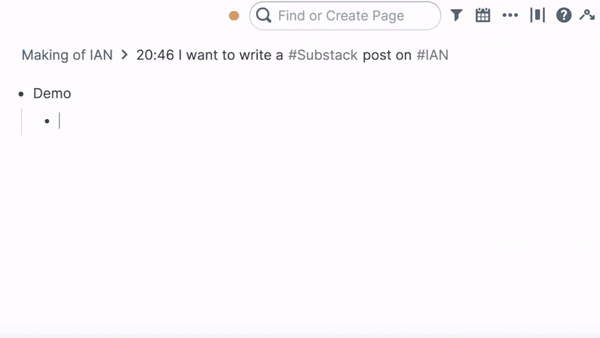 Find or Create Page
Making of IAN > 20:46 I want to write a #Substack post on #IAN
Demo